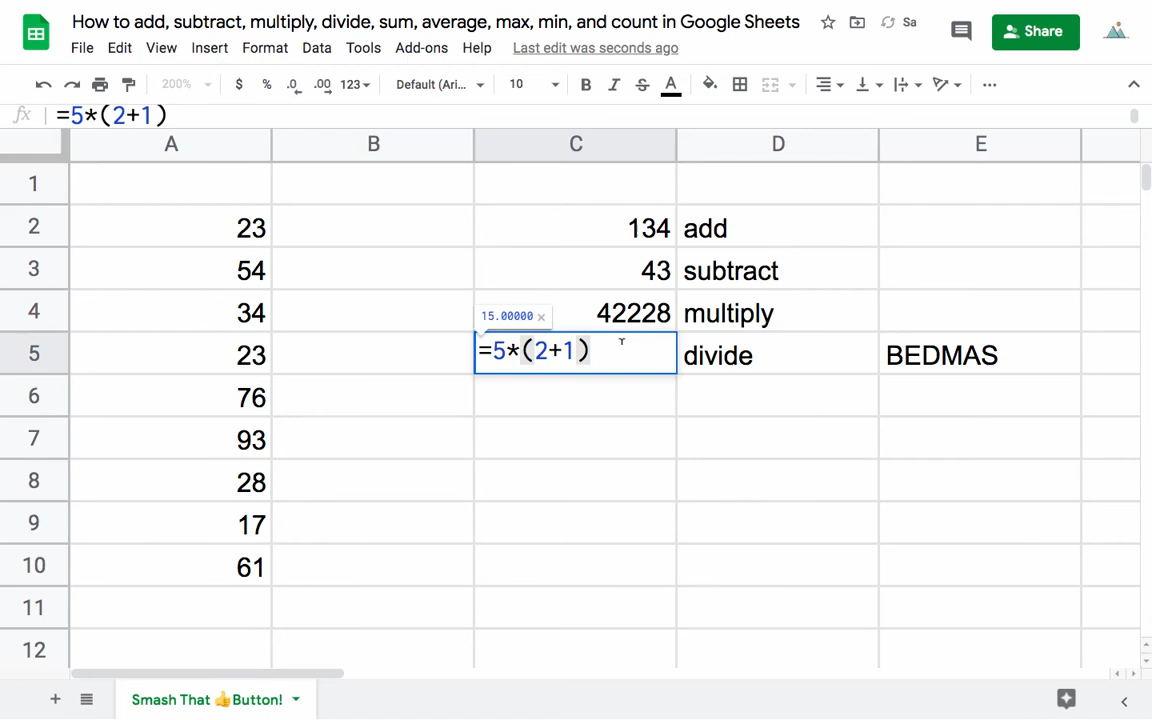 How to add, subtract, multiply, divide, sum, average, max, min, and count in Google Sheets Sa
Share
File Edit View Insert Format Data Tools Add-ons Help Last edit was seconds ago
200% $ % .0 .00 123 Default (Ari... 10 B I S A ...
fx =5*(2+1)
A B C D E
1
2 23 134 add
3 54 43 subtract
4 34 15.00000 × 42228 multiply
5 23 =5*(2+1) divide BEDMAS
6 76
7 93
8 28
9 17
10 61
11
12
+ Smash That 👍Button!